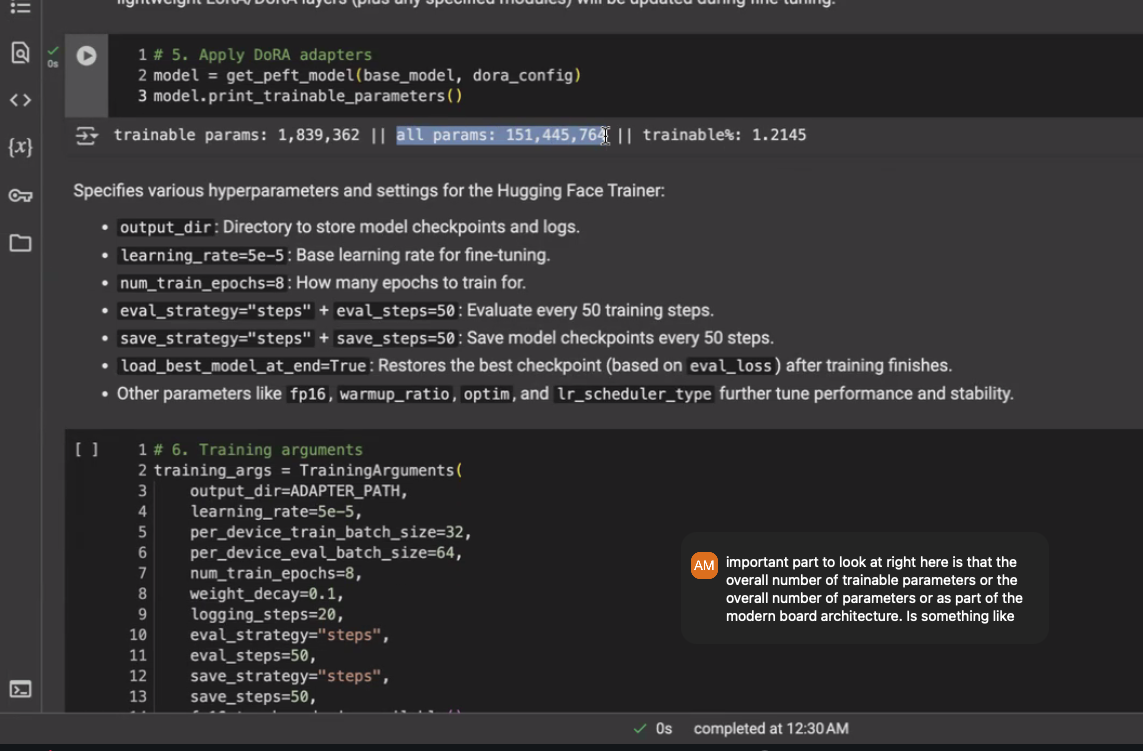 lightweight LoRA/DoRA layers (plus any specified modules) will be updated during fine-tuning.
0s
1 # 5. Apply DoRA adapters
2 model = get_peft_model(base_model, dora_config)
3 model.print_trainable_parameters()
trainable params: 1,839,362 || all params: 151,445,764 || trainable%: 1.2145
Specifies various hyperparameters and settings for the Hugging Face Trainer:
• output_dir: Directory to store model checkpoints and logs.
• learning_rate=5e-5: Base learning rate for fine-tuning.
• num_train_epochs=8: How many epochs to train for.
• eval_strategy="steps" + eval_steps=50: Evaluate every 50 training steps.
• save_strategy="steps" + save_steps=50: Save model checkpoints every 50 steps.
• load_best_model_at_end=True: Restores the best checkpoint (based on eval_loss) after training finishes.
• Other parameters like fp16, warmup_ratio, optim, and lr_scheduler_type further tune performance and stability.
[ ]
1 # 6. Training arguments
2 training_args = TrainingArguments(
3 output_dir=ADAPTER_PATH,
4 learning_rate=5e-5,
5 per_device_train_batch_size=32,
6 per_device_eval_batch_size=64,
7 num_train_epochs=8,
8 weight_decay=0.1,
9 logging_steps=20,
10 eval_strategy="steps",
11 eval_steps=50,
12 save_strategy="steps",
13 save_steps=50,
AM
important part to look at right here is that the
overall number of trainable parameters or the
overall number of parameters or as part of the
modern board architecture. Is something like
0s completed at 12:30 AM